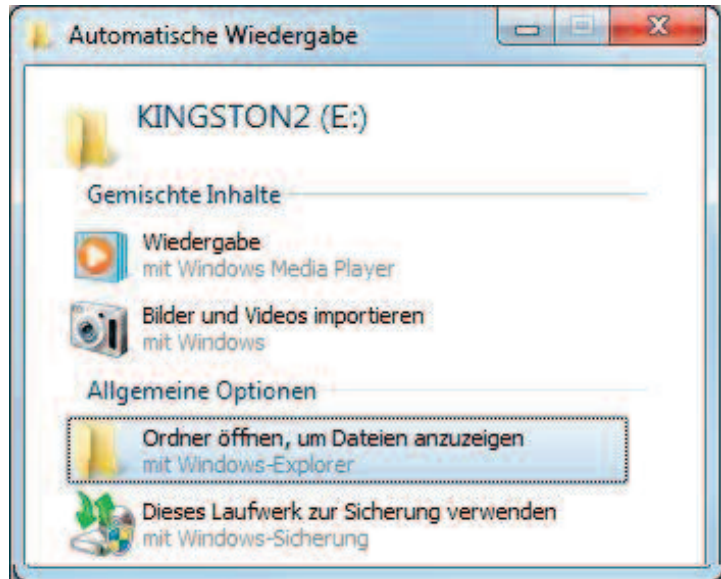 Automatische Wiedergabe
KINGSTON2 (E:)
Gemischte Inhalte
Wiedergabe
mit Windows Media Player
Bilder und Videos importieren
mit Windows
Allgemeine Optionen
Ordner öffnen, um Dateien anzuzeigen
mit Windows-Explorer
Dieses Laufwerk zur Sicherung verwenden
mit Windows-Sicherung